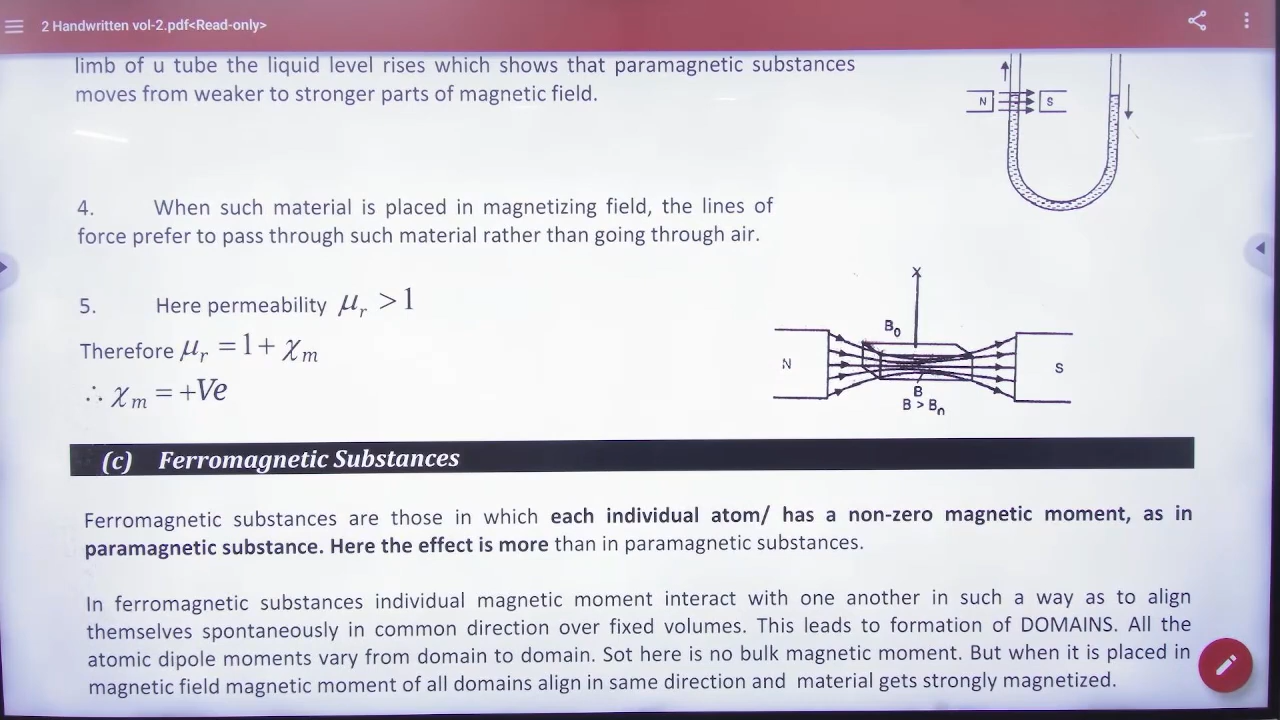 2 Handwritten vol-2.pdf<Read-only>
limb of u tube the liquid level rises which shows that paramagnetic substances
moves from weaker to stronger parts of magnetic field.
N S
4. When such material is placed in magnetizing field, the lines of
force prefer to pass through such material rather than going through air.
5. Here permeability μr > 1
Therefore μr = 1 + χm
∴ χm = +Ve
X
B0
N
S
B
B > Bn
(c) Ferromagnetic Substances
Ferromagnetic substances are those in which each individual atom/ has a non-zero magnetic moment, as in
paramagnetic substance. Here the effect is more than in paramagnetic substances.
In ferromagnetic substances individual magnetic moment interact with one another in such a way as to align
themselves spontaneously in common direction over fixed volumes. This leads to formation of DOMAINS. All the
atomic dipole moments vary from domain to domain. Sot here is no bulk magnetic moment. But when it is placed in
magnetic field magnetic moment of all domains align in same direction and material gets strongly magnetized.